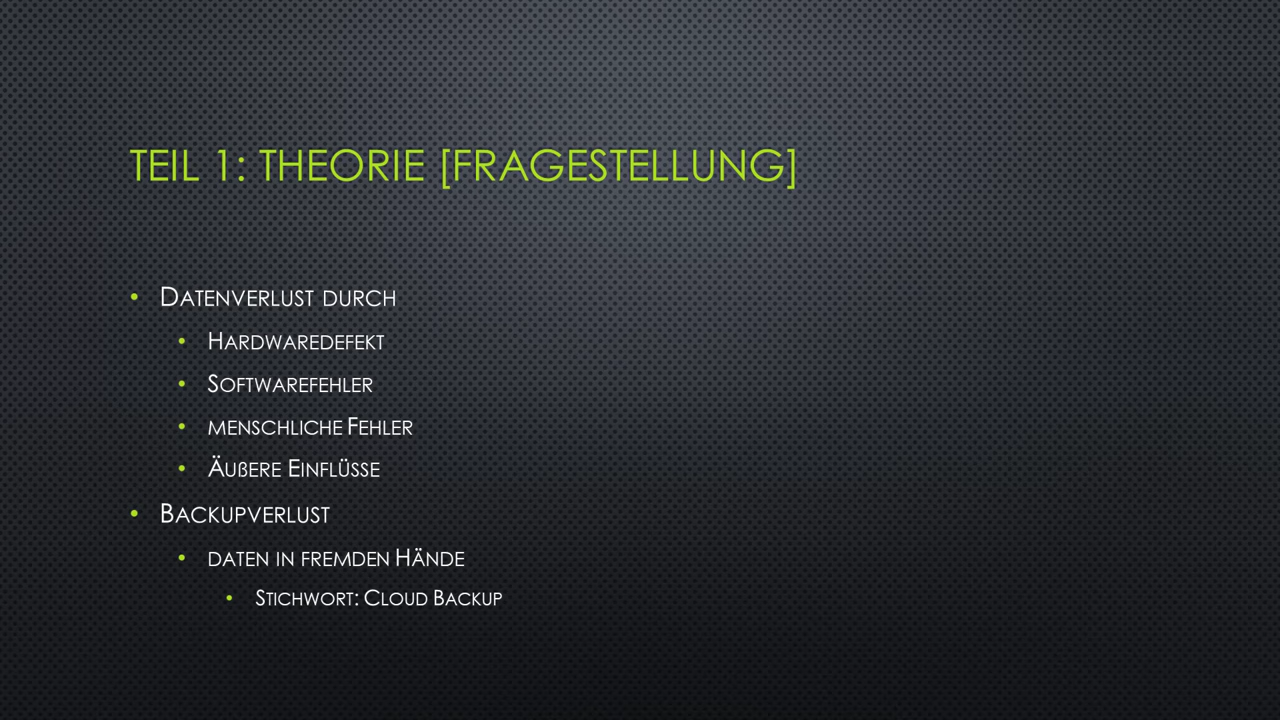 TEIL 1: THEORIE [FRAGESTELLUNG]
• Datenverlust durch
• Hardwaredefekt
• Softwarefehler
• menschliche Fehler
• Äußere Einflüsse
• Backupverlust
• daten in fremden Hände
• Stichwort: Cloud Backup